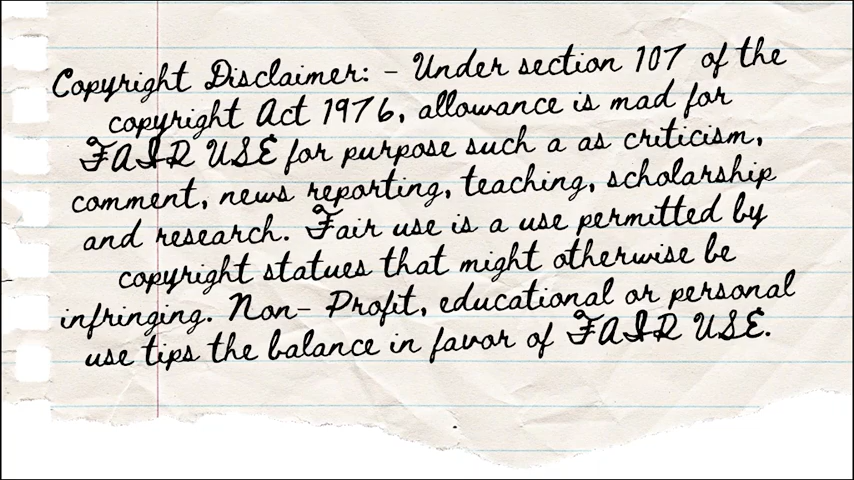 Copyright Disclaimer: - Under section 107 of the
copyright Act 1976, allowance is mad for
FAIR USE for purpose such a as criticism,
comment, news reporting, teaching, scholarship
and research. Fair use is a use permitted by
copyright statues that might otherwise be
infringing. Non- Profit, educational or personal
use tips the balance in favor of FAIR USE.